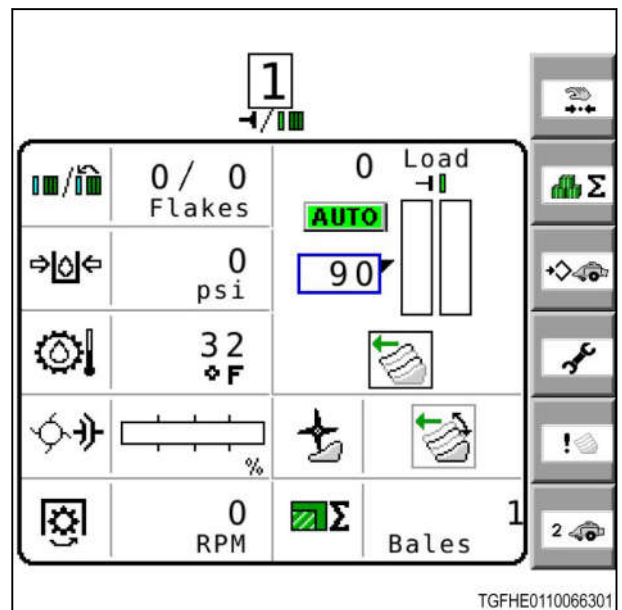 1
0/ 0
Flakes
0 Load
AUTO
0
psi
90
32
°F
%
0
RPM
Σ
1
Bales
Σ
!
2
TGFHE0110066301